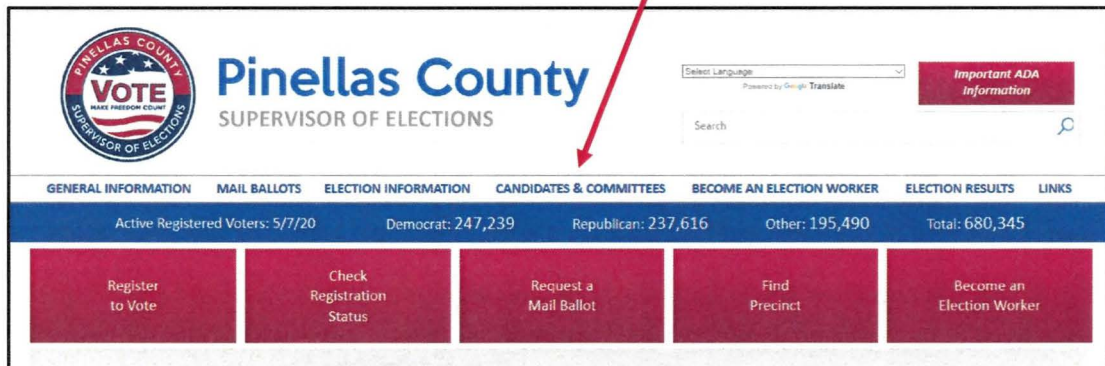 PINELLAS COUNTY
VOTE
MAKE FREEDOM COUNT
SUPERVISOR OF ELECTIONS
Pinellas County
SUPERVISOR OF ELECTIONS
Select Language
Powered by Google Translate
Important ADA
Information
Search
GENERAL INFORMATION MAIL BALLOTS ELECTION INFORMATION CANDIDATES & COMMITTEES BECOME AN ELECTION WORKER ELECTION RESULTS LINKS
Active Registered Voters: 5/7/20 Democrat: 247,239 Republican: 237,616 Other: 195,490 Total: 680,345
Register
to Vote
Check
Registration
Status
Request a
Mail Ballot
Find
Precinct
Become an
Election Worker